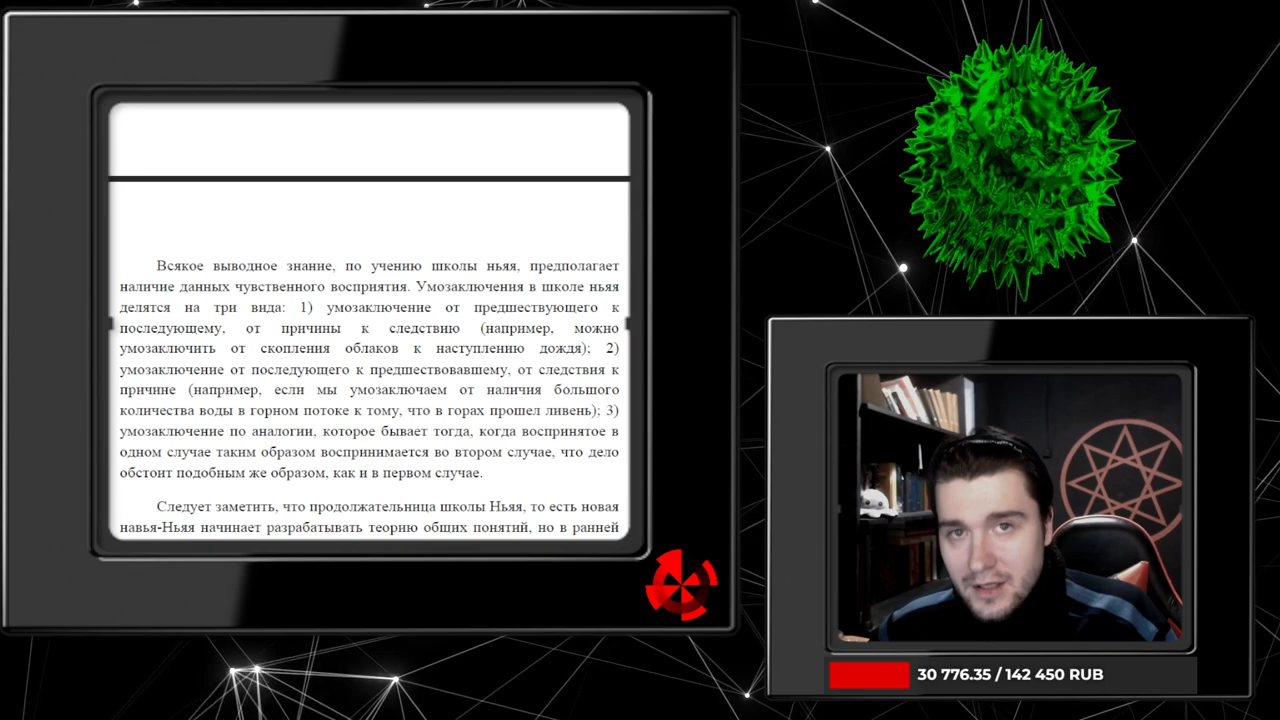 Всякое выводное знание, по учению школы ньяя, предполагает
наличие данных чувственного восприятия. Умозаключения в школе ньяя
делятся на три вида: 1) умозаключение от предшествующего к
последующему, от причины к следствию (например, можно
умозаключить от скопления облаков к наступлению дождя); 2)
умозаключение от последующего к предшествовавшему, от следствия к
причине (например, если мы умозаключаем от наличия большого
количества воды в горном потоке к тому, что в горах прошел ливень); 3)
умозаключение по аналогии, которое бывает тогда, когда воспринятое в
одном случае таким образом воспринимается во втором случае, что дело
обстоит подобным же образом, как и в первом случае.
Следует заметить, что продолжательница школы Ньяя, то есть новая
навья-Ньяя начинает разрабатывать теорию общих понятий, но в ранней
30 776.35 / 142 450 RUB